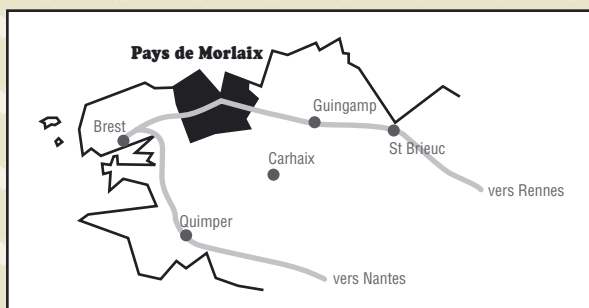 Pays de Morlaix
Guingamp
Brest
St Brieuc
Carhaix
vers Rennes
Quimper
vers Nantes